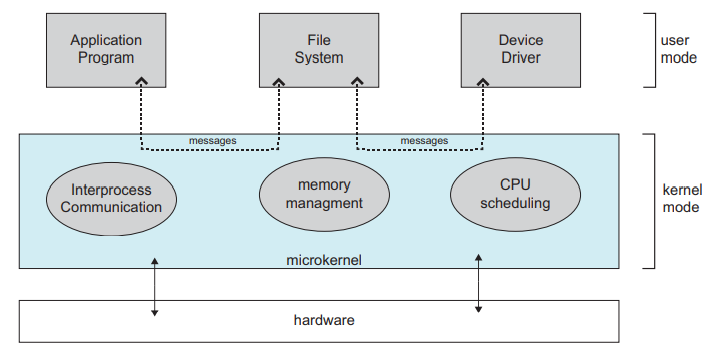 Application
Program
File
System
Device
Driver
user
mode
messages
messages
Interprocess
Communication
memory
managment
CPU
scheduling
kernel
mode
microkernel
hardware